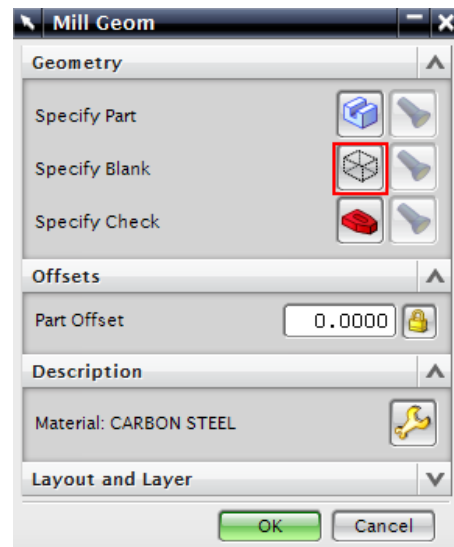 Mill Geom
Geometry
Specify Part
Specify Blank
Specify Check
Offsets
Part Offset 0.0000
Description
Material: CARBON STEEL
Layout and Layer
OK Cancel